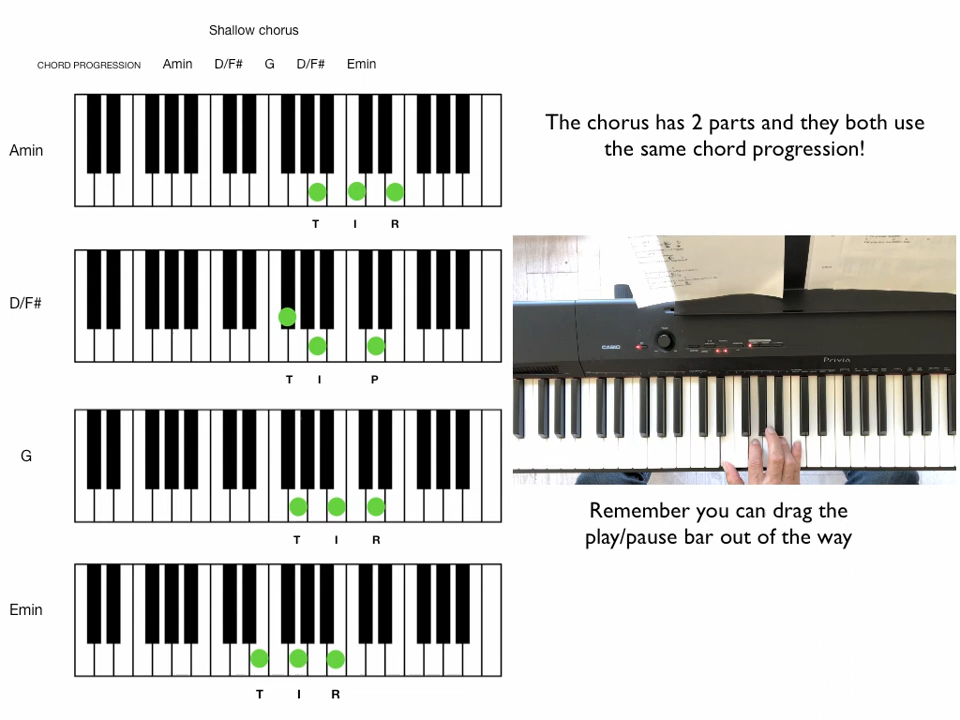 Shallow chorus
CHORD PROGRESSION Amin D/F# G D/F# Emin
Amin
T I R
D/F#
T I P
G
T I R
Emin
T I R
The chorus has 2 parts and they both use
the same chord progression!
CASIO
Privia
Remember you can drag the
play/pause bar out of the way